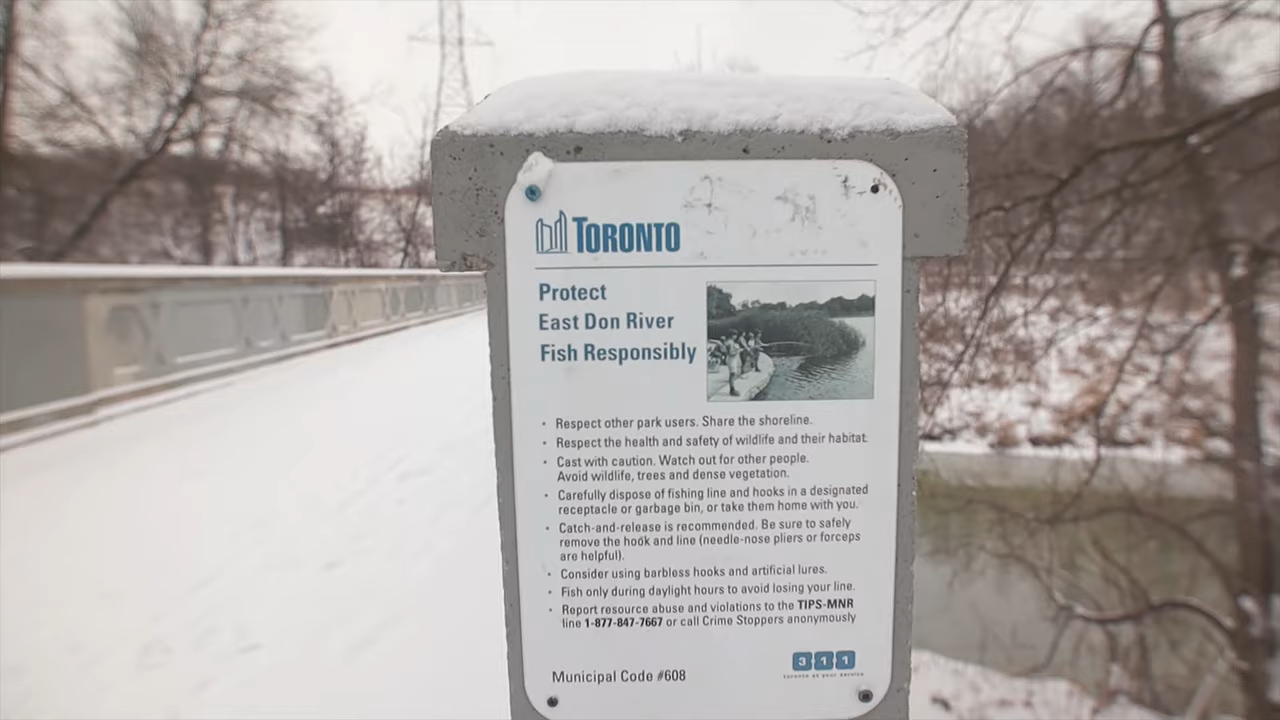 TORONTO
Protect
East Don River
Fish Responsibly
• Respect other park users. Share the shoreline.
• Respect the health and safety of wildlife and their habitat.
• Cast with caution. Watch out for other people.
Avoid wildlife, trees and dense vegetation.
• Carefully dispose of fishing line and hooks in a designated
receptacle or garbage bin, or take them home with you.
• Catch-and-release is recommended. Be sure to safely
remove the hook and line (needle-nose pliers or forceps
are helpful).
• Consider using barbless hooks and artificial lures.
• Fish only during daylight hours to avoid losing your line.
• Report resource abuse and violations to the TIPS-MNR
line 1-877-847-7667 or call Crime Stoppers anonymously
311
toronto at your service
Municipal Code #608